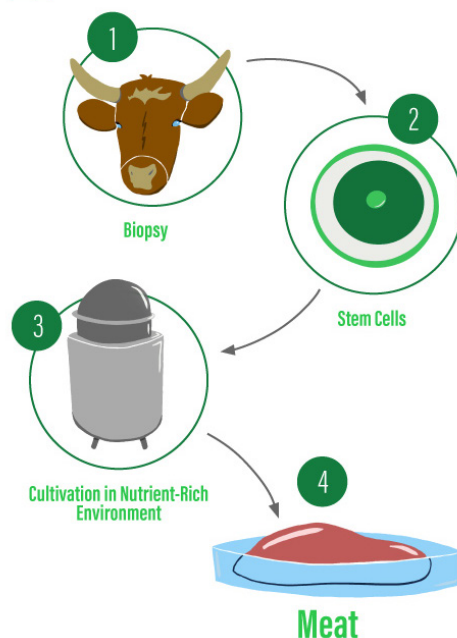 1
Biopsy
2
Stem Cells
3
Cultivation in Nutrient-Rich
Environment
4
Meat